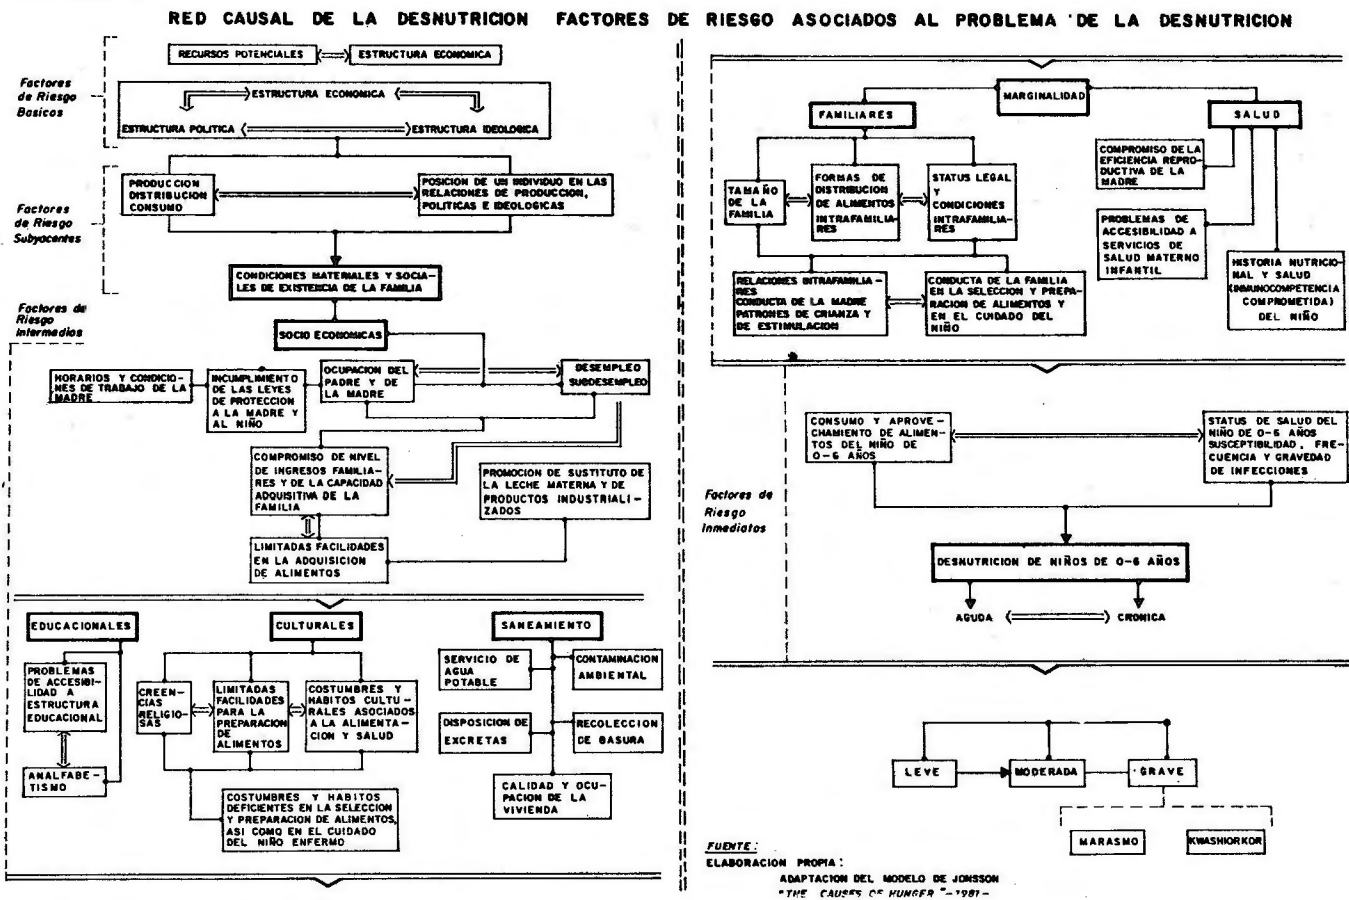 RED CAUSAL DE LA DESNUTRICION FACTORES DE RIESGO ASOCIADOS AL PROBLEMA DE LA DESNUTRICION
Factores
de Riesgo
Basicos
RECURSOS POTENCIALES
ESTRUCTURA ECONOMICA
ESTRUCTURA ECONOMICA
ESTRUCTURA POLITICA
ESTRUCTURA IDEOLOGICA
Factores
de Riesgo
Subyacentes
PRODUCCION
DISTRIBUCION
CONSUMO
POSICION DE UN INDIVIDUO EN LAS
RELACIONES DE PRODUCCION,
POLITICAS E IDEOLOGICAS
CONDICIONES MATERIALES Y SOCIA-
LES DE EXISTENCIA DE LA FAMILIA
Factores de
Riesgo
Intermedios
SOCIO ECONOMICAS
HORARIOS Y CONDICIO-
NES DE TRABAJO DE LA
MADRE
INCUMPLIMIENTO
DE LAS LEYES
DE PROTECCION
A LA MADRE Y
AL NIÑO
OCUPACION DEL
PADRE Y DE
LA MADRE
DESEMPLEO
SUBDESEMPLEO
COMPROMISO DE NIVEL
DE INGRESOS FAMILIA-
RES Y DE LA CAPACIDAD
ADQUISITIVA DE LA
FAMILIA
PROMOCION DE SUSTITUTO DE
LA LECHE MATERNA Y DE
PRODUCTOS INDUSTRIALI-
ZADOS
LIMITADAS FACILIDADES
EN LA ADQUISICION
DE ALIMENTOS
EDUCACIONALES
CULTURALES
SANEAMIENTO
PROBLEMAS
DE ACCESIBI-
LIDAD A
ESTRUCTURA
EDUCACIONAL
ANALFABE-
TISMO
CREEN-
CIAS
RELIGIO-
SAS
LIMITADAS
FACILIDADES
PARA LA
PREPARACION
DE
ALIMENTOS
COSTUMBRES Y
HABITOS CULTU-
RALES ASOCIADOS
A LA ALIMENTA-
CION Y SALUD
COSTUMBRES Y HABITOS
DEFICIENTES EN LA SELECCION
Y PREPARACION DE ALIMENTOS,
ASI COMO EN EL CUIDADO
DEL NIÑO ENFERMO
SERVICIO DE
AGUA
POTABLE
CONTAMINACION
AMBIENTAL
DISPOSICION DE
EXCRETAS
RECOLECCION
DE BASURA
CALIDAD Y OCU-
PACION DE LA
VIVIENDA
MARGINALIDAD
FAMILIARES
SALUD
TAMAÑO
DE LA
FAMILIA
FORMAS DE
DISTRIBUCION
DE ALIMENTOS
INTRAFAMILIA-
RES
STATUS LEGAL
Y
CONDICIONES
INTRAFAMILIA-
RES
COMPROMISO DE LA
EFICIENCIA REPRO-
DUCTIVA DE LA
MADRE
PROBLEMAS DE
ACCESIBILIDAD A
SERVICIOS DE
SALUD MATERNO
INFANTIL
HISTORIA NUTRICIO-
NAL Y SALUD
(INMUNOCOMPETENCIA
COMPROMETIDA)
DEL NIÑO
RELACIONES INTRAFAMILIA-
RES
CONDUCTA DE LA MADRE
PATRONES DE CRIANZA Y
DE ESTIMULACION
CONDUCTA DE LA FAMILIA
EN LA SELECCION Y PREPA-
RACION DE ALIMENTOS Y
EN EL CUIDADO DEL
NIÑO
Factores de
Riesgo
Inmediatos
CONSUMO Y APROVE-
CHAMIENTO DE ALIMEN-
TOS DEL NIÑO DE
0-6 AÑOS
STATUS DE SALUD DEL
NIÑO DE 0-6 AÑOS
SUSCEPTIBILIDAD, FRE-
CUENCIA Y GRAVEDAD
DE INFECCIONES
DESNUTRICION DE NIÑOS DE 0-6 AÑOS
AGUDA
CRONICA
LEVE
MODERADA
GRAVE
MARASMO
KWASHIORKOR
FUENTE:
ELABORACION PROPIA:
ADAPTACION DEL MODELO DE JONSSON
"THE CAUSES OF HUNGER"-1981-